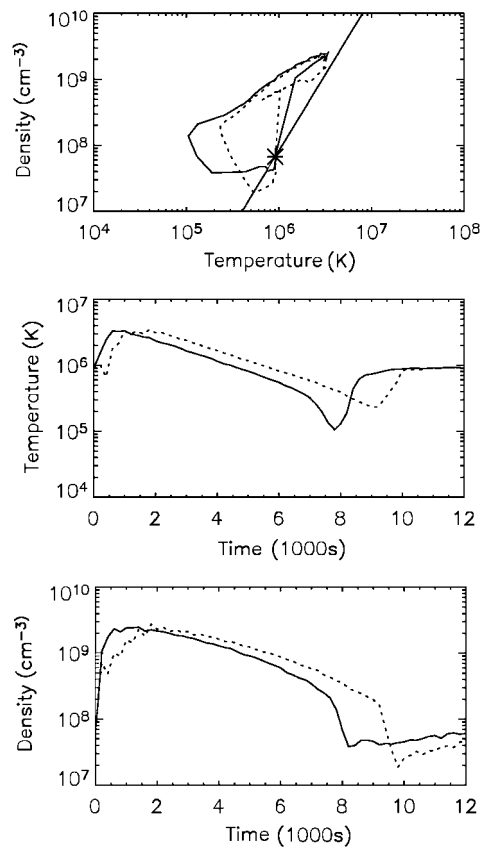 10¹⁰
10⁹
10⁸
10⁷
Density (cm⁻³)
10⁴ 10⁵ 10⁶ 10⁷ 10⁸
Temperature (K)
10⁷
10⁶
10⁵
10⁴
Temperature (K)
0 2 4 6 8 10 12
Time (1000s)
10¹⁰
10⁹
10⁸
10⁷
Density (cm⁻³)
0 2 4 6 8 10 12
Time (1000s)